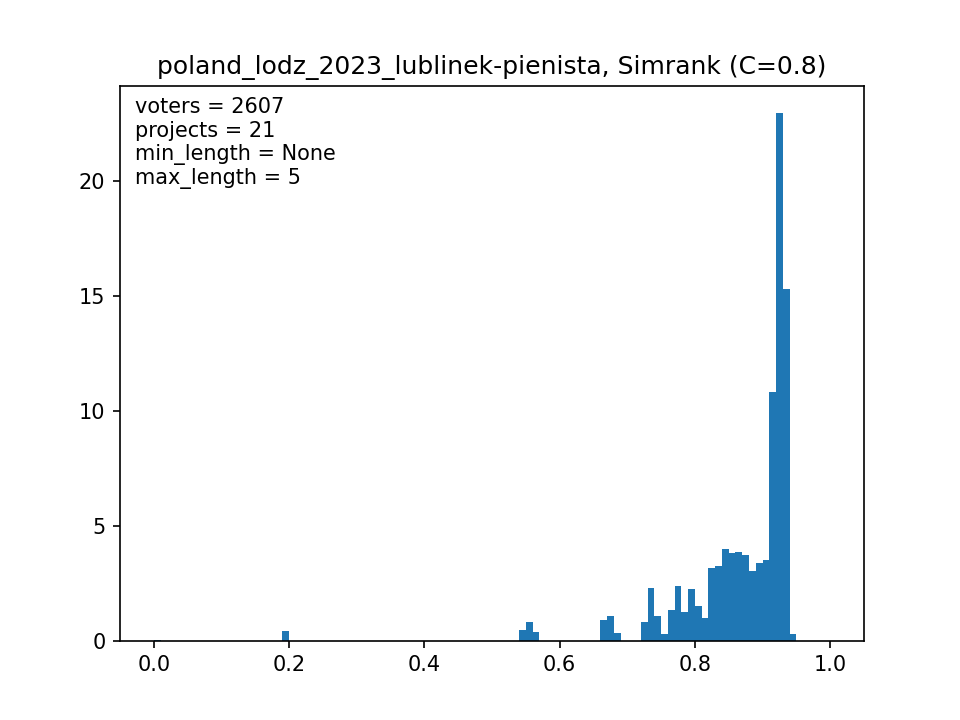 poland_lodz_2023_lublinek-pienista, Simrank (C=0.8)
voters = 2607
projects = 21
min_length = None
max_length = 5
20
15
10
5
0
0.0 0.2 0.4 0.6 0.8 1.0